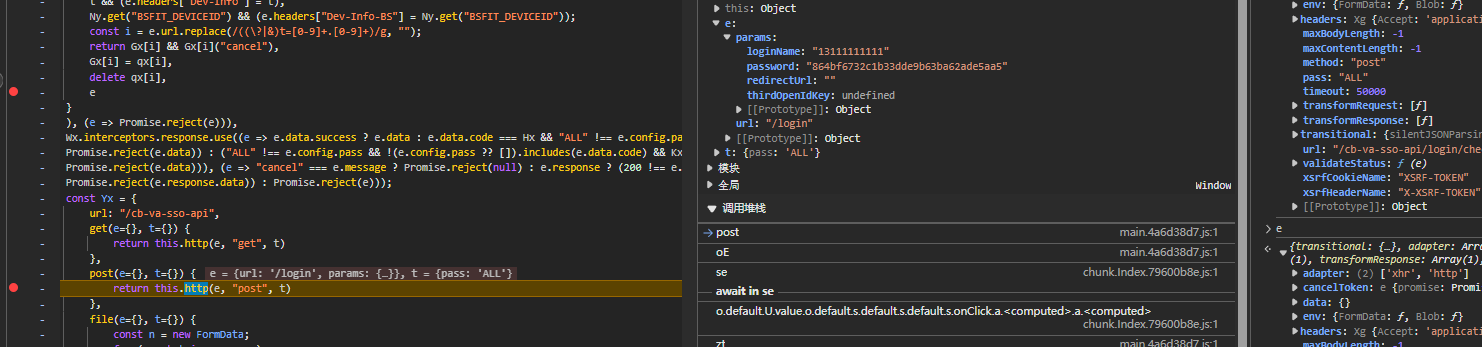 t && (e.headers["Dev-Info"] = t),
Ny.get("BSFIT_DEVICEID") && (e.headers["Dev-Info-BS"] = Ny.get("BSFIT_DEVICEID"));
const i = e.url.replace(/((\?|&)t=[0-9]+.[0-9]+)/g, "");
return Gx[i] && Gx[i]("cancel"),
Gx[i] = qx[i],
delete qx[i],
e
}
), (e => Promise.reject(e))),
Wx.interceptors.response.use((e => e.data.success ? e.data : e.data.code === Hx && "ALL" !== e.config.pa
Promise.reject(e.data)) : ("ALL" !== e.config.pass && !(e.config.pass ?? []).includes(e.data.code) && Kx
Promise.reject(e.data))), (e => "cancel" === e.message ? Promise.reject(null) : e.response ? (200 !== e.
Promise.reject(e.response.data)) : Promise.reject(e)));
const Yx = {
url: "/cb-va-sso-api",
get(e={}, t={}) {
return this.http(e, "get", t)
},
post(e={}, t={}) { e = {url: '/login', params: {…}}, t = {pass: 'ALL'}
return this.http(e, "post", t)
},
file(e={}, t={}) {
const n = new FormData;
this: Object
e:
params:
loginName: "13111111111"
password: "864bf6732c1b33dde9b63ba62ade5aa5"
redirectUrl: ""
thirdOpenIdKey: undefined
[[Prototype]]: Object
url: "/login"
[[Prototype]]: Object
t: {pass: 'ALL'}
模块
全局 Window
调用堆栈
post main.4a6d38d7.js:1
oE main.4a6d38d7.js:1
se chunk.Index.79600b8e.js:1
await in se
o.default.U.value.o.default.s.default.s.default.s.onClick.a.<computed>.a.<computed>
chunk.Index.79600b8e.js:1
zt main.4a6d38d7.js:1
env: {FormData: ƒ, Blob: ƒ}
headers: Xg {Accept: 'applicati
maxBodyLength: -1
maxContentLength: -1
method: "post"
pass: "ALL"
timeout: 50000
transformRequest: [ƒ]
transformResponse: [ƒ]
transitional: {silentJSONParsin
url: "/cb-va-sso-api/login/che
validateStatus: ƒ (e)
xsrfCookieName: "XSRF-TOKEN"
xsrfHeaderName: "X-XSRF-TOKEN"
[[Prototype]]: Object
e
{transitional: {…}, adapter: Arra
(1), transformResponse: Array(1),
adapter: (2) ['xhr', 'http']
cancelToken: e {promise: Promi
data: {}
env: {FormData: ƒ, Blob: ƒ}
headers: Xg {Accept: 'applicati
maxBodyLength: -1